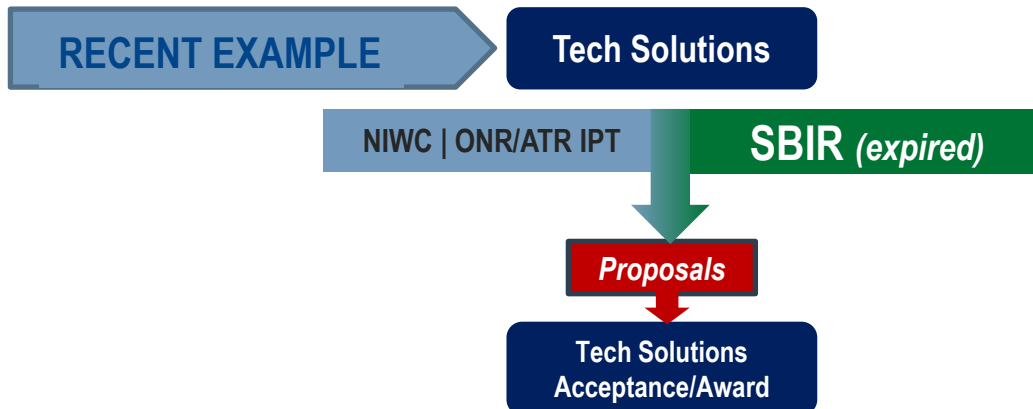 RECENT EXAMPLE
Tech Solutions
NIWC | ONR/ATR IPT
SBIR (expired)
Proposals
Tech Solutions
Acceptance/Award